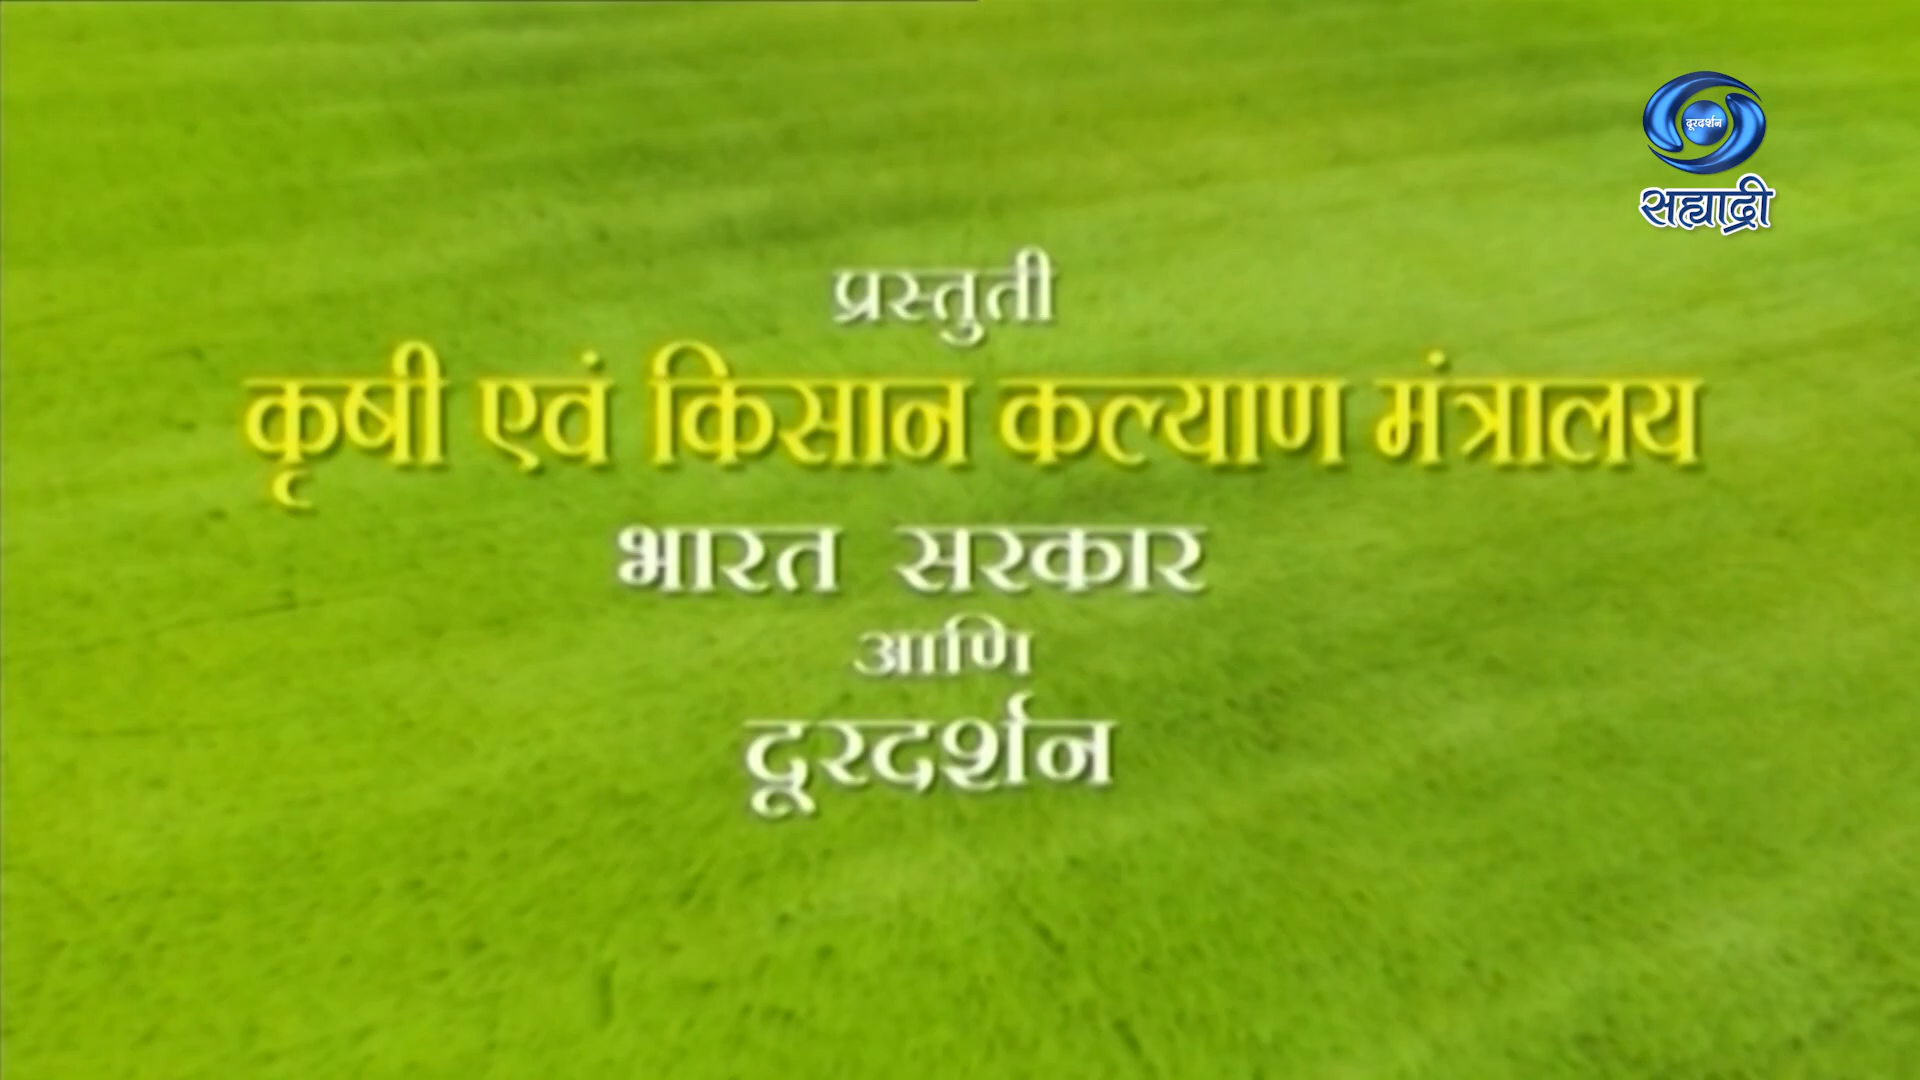 दूरदर्शन
सह्याद्री
प्रस्तुती
कृषी एवं किसान कल्याण मंत्रालय
भारत सरकार
आणि
दूरदर्शन